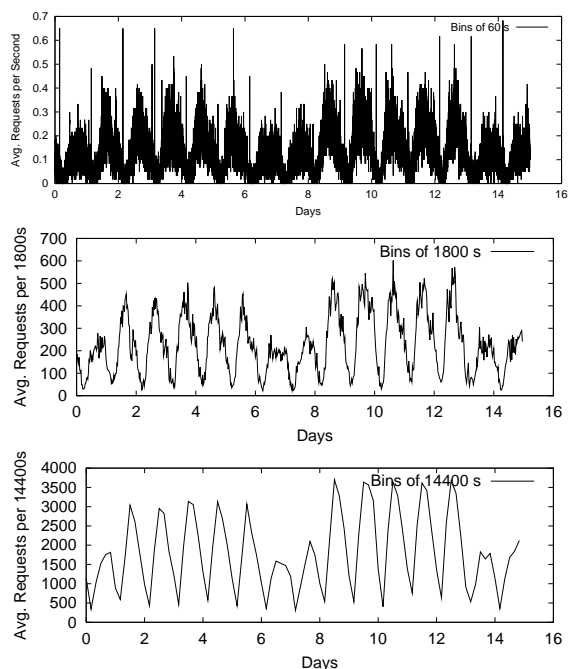 Avg. Requests per Second
0.7
0.6
0.5
0.4
0.3
0.2
0.1
0
Bins of 60 s
0 2 4 6 8 10 12 14 16
Days
Avg. Requests per 1800s
700
600
500
400
300
200
100
0
Bins of 1800 s
0 2 4 6 8 10 12 14 16
Days
Avg. Requests per 14400s
4000
3500
3000
2500
2000
1500
1000
500
0
Bins of 14400 s
0 2 4 6 8 10 12 14 16
Days